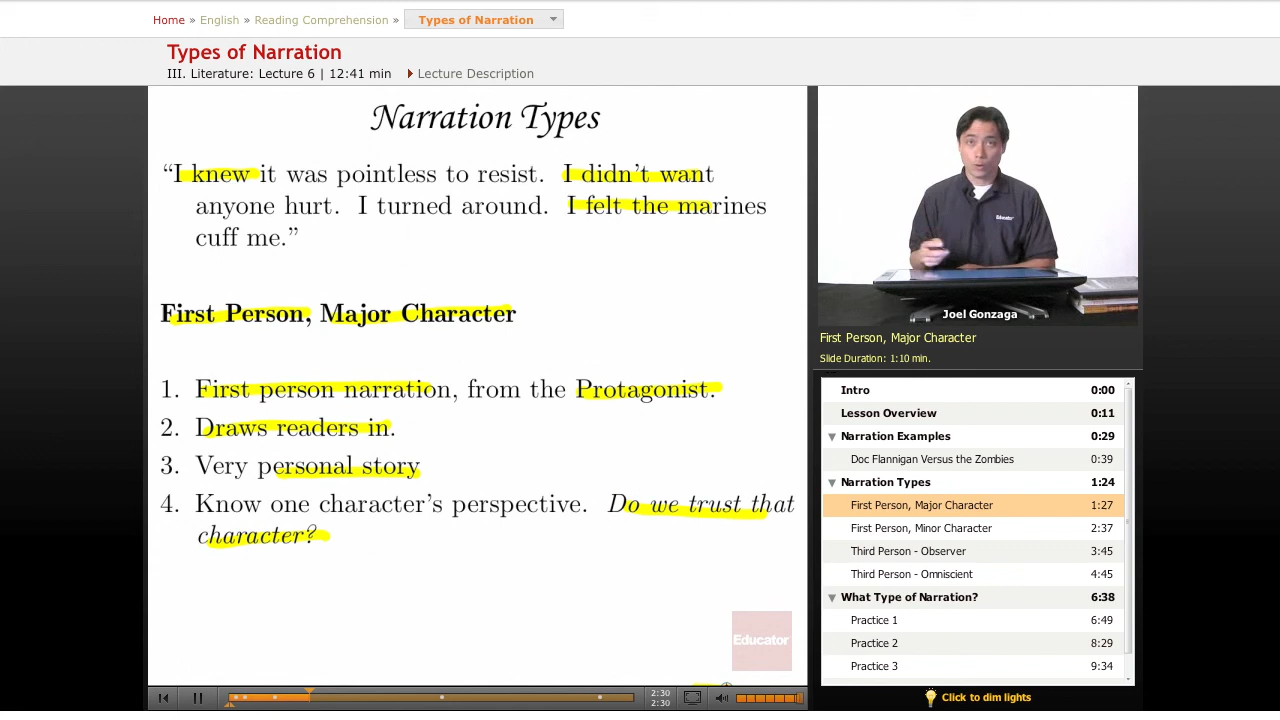 Home » English » Reading Comprehension » Types of Narration
Types of Narration
III. Literature: Lecture 6 | 12:41 min Lecture Description
Narration Types
“I knew it was pointless to resist. I didn’t want
anyone hurt. I turned around. I felt the marines
cuff me.”
First Person, Major Character
1. First person narration, from the Protagonist.
2. Draws readers in.
3. Very personal story
4. Know one character’s perspective. Do we trust that
character?
Educator
Educator
Joel Gonzaga
First Person, Major Character
Slide Duration: 1:10 min.
Intro 0:00
Lesson Overview 0:11
Narration Examples 0:29
Doc Flannigan Versus the Zombies 0:39
Narration Types 1:24
First Person, Major Character 1:27
First Person, Minor Character 2:37
Third Person - Observer 3:45
Third Person - Omniscient 4:45
What Type of Narration? 6:38
Practice 1 6:49
Practice 2 8:29
Practice 3 9:34
2:30
2:30
Click to dim lights